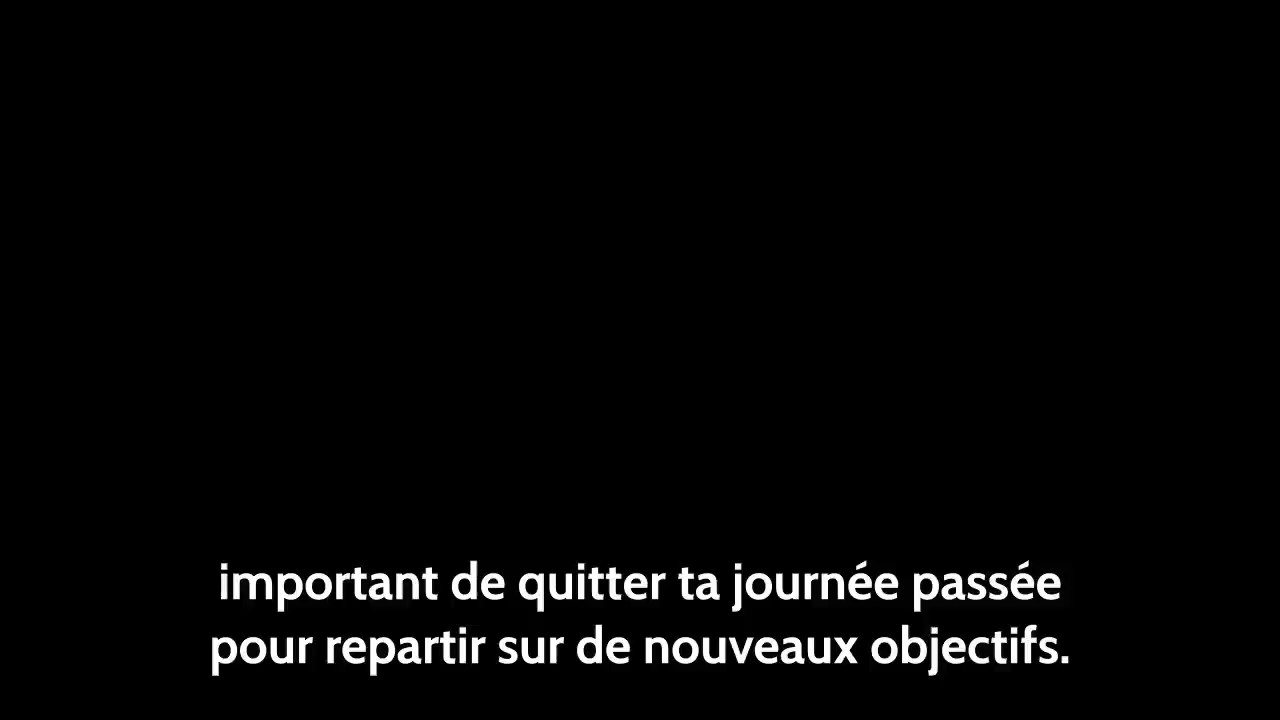 important de quitter ta journée passée
pour repartir sur de nouveaux objectifs.